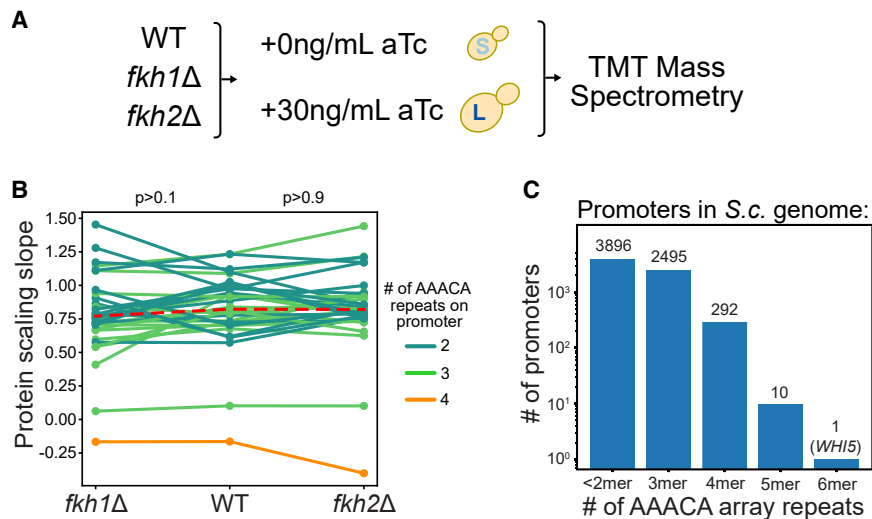 A
WT
fkh1Δ
fkh2Δ
+0ng/mL aTc
S
+30ng/mL aTc
L
TMT Mass
Spectrometry
B
p>0.1
p>0.9
Protein scaling slope
1.50
1.25
1.00
0.75
0.50
0.25
0.00
-0.25
fkh1Δ
WT
fkh2Δ
# of AAACA
repeats on
promoter
2
3
4
C
Promoters in S.c. genome:
# of promoters
10³
10²
10¹
10⁰
3896
2495
292
10
1
(WHI5)
<2mer
3mer
4mer
5mer
6mer
# of AAACA array repeats